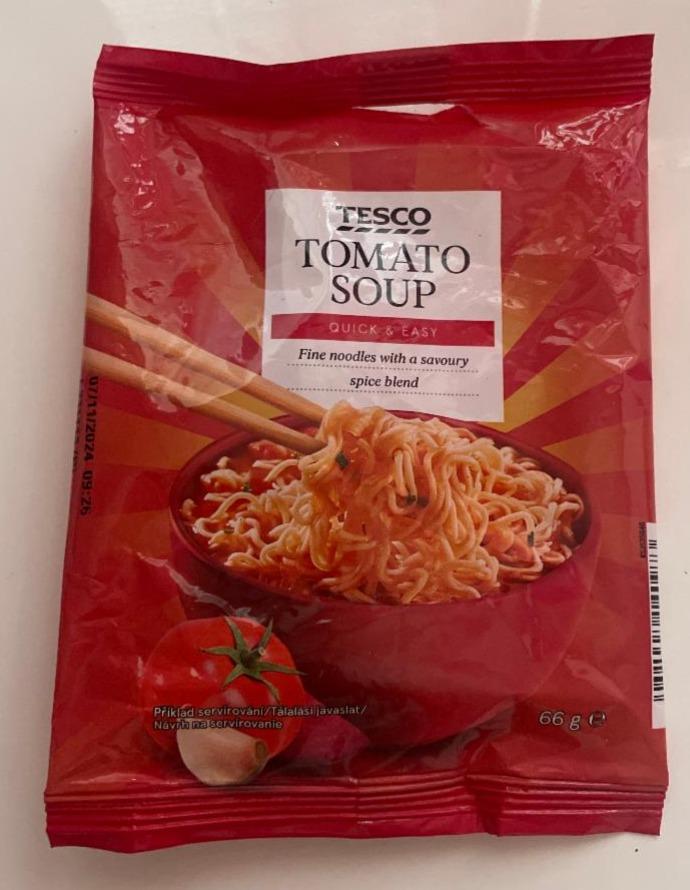 TESCO
TOMATO
SOUP
QUICK & EASY
Fine noodles with a savoury
spice blend
07/11/2024 09:26
Příklad servírování/Tálalási javaslat/
Návrh na servírovanie
66 g ℮